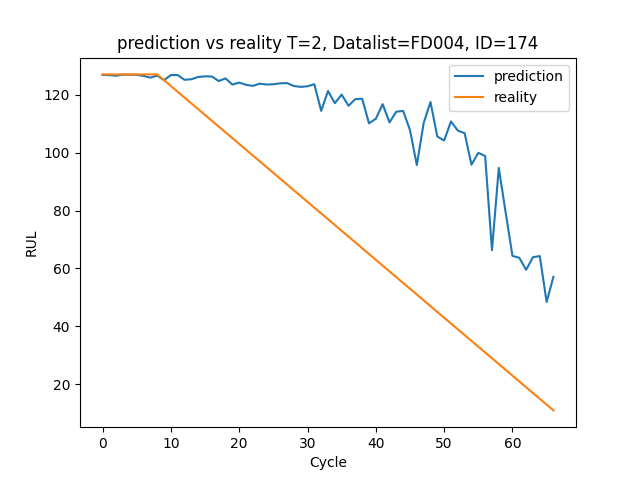 prediction vs reality T=2, Datalist=FD004, ID=174
prediction
reality
RUL
120
100
80
60
40
20
0 10 20 30 40 50 60
Cycle